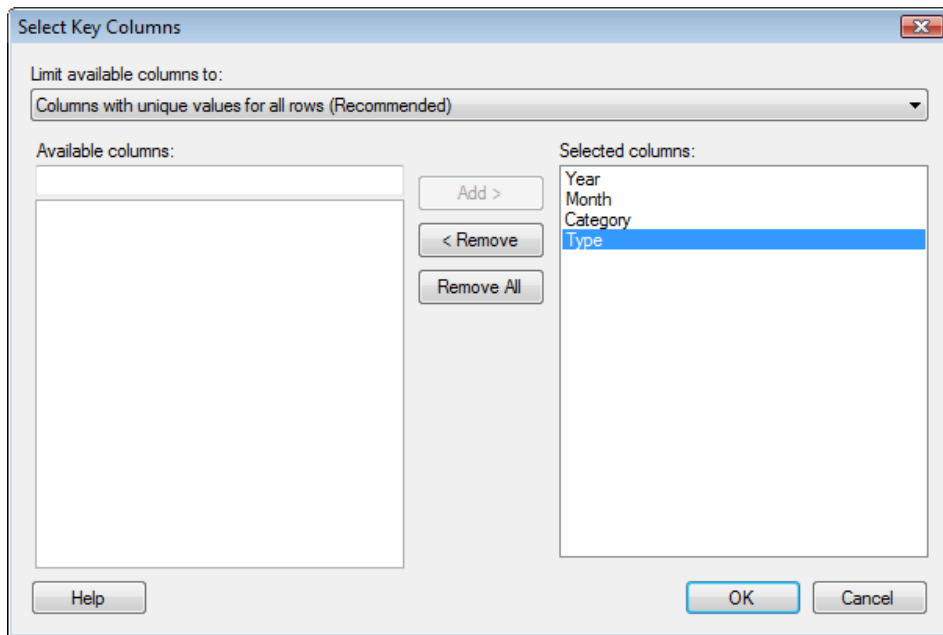 Select Key Columns
Limit available columns to:
Columns with unique values for all rows (Recommended)
Available columns:
Selected columns:
Add >
< Remove
Remove All
Year
Month
Category
Type
Help
OK
Cancel